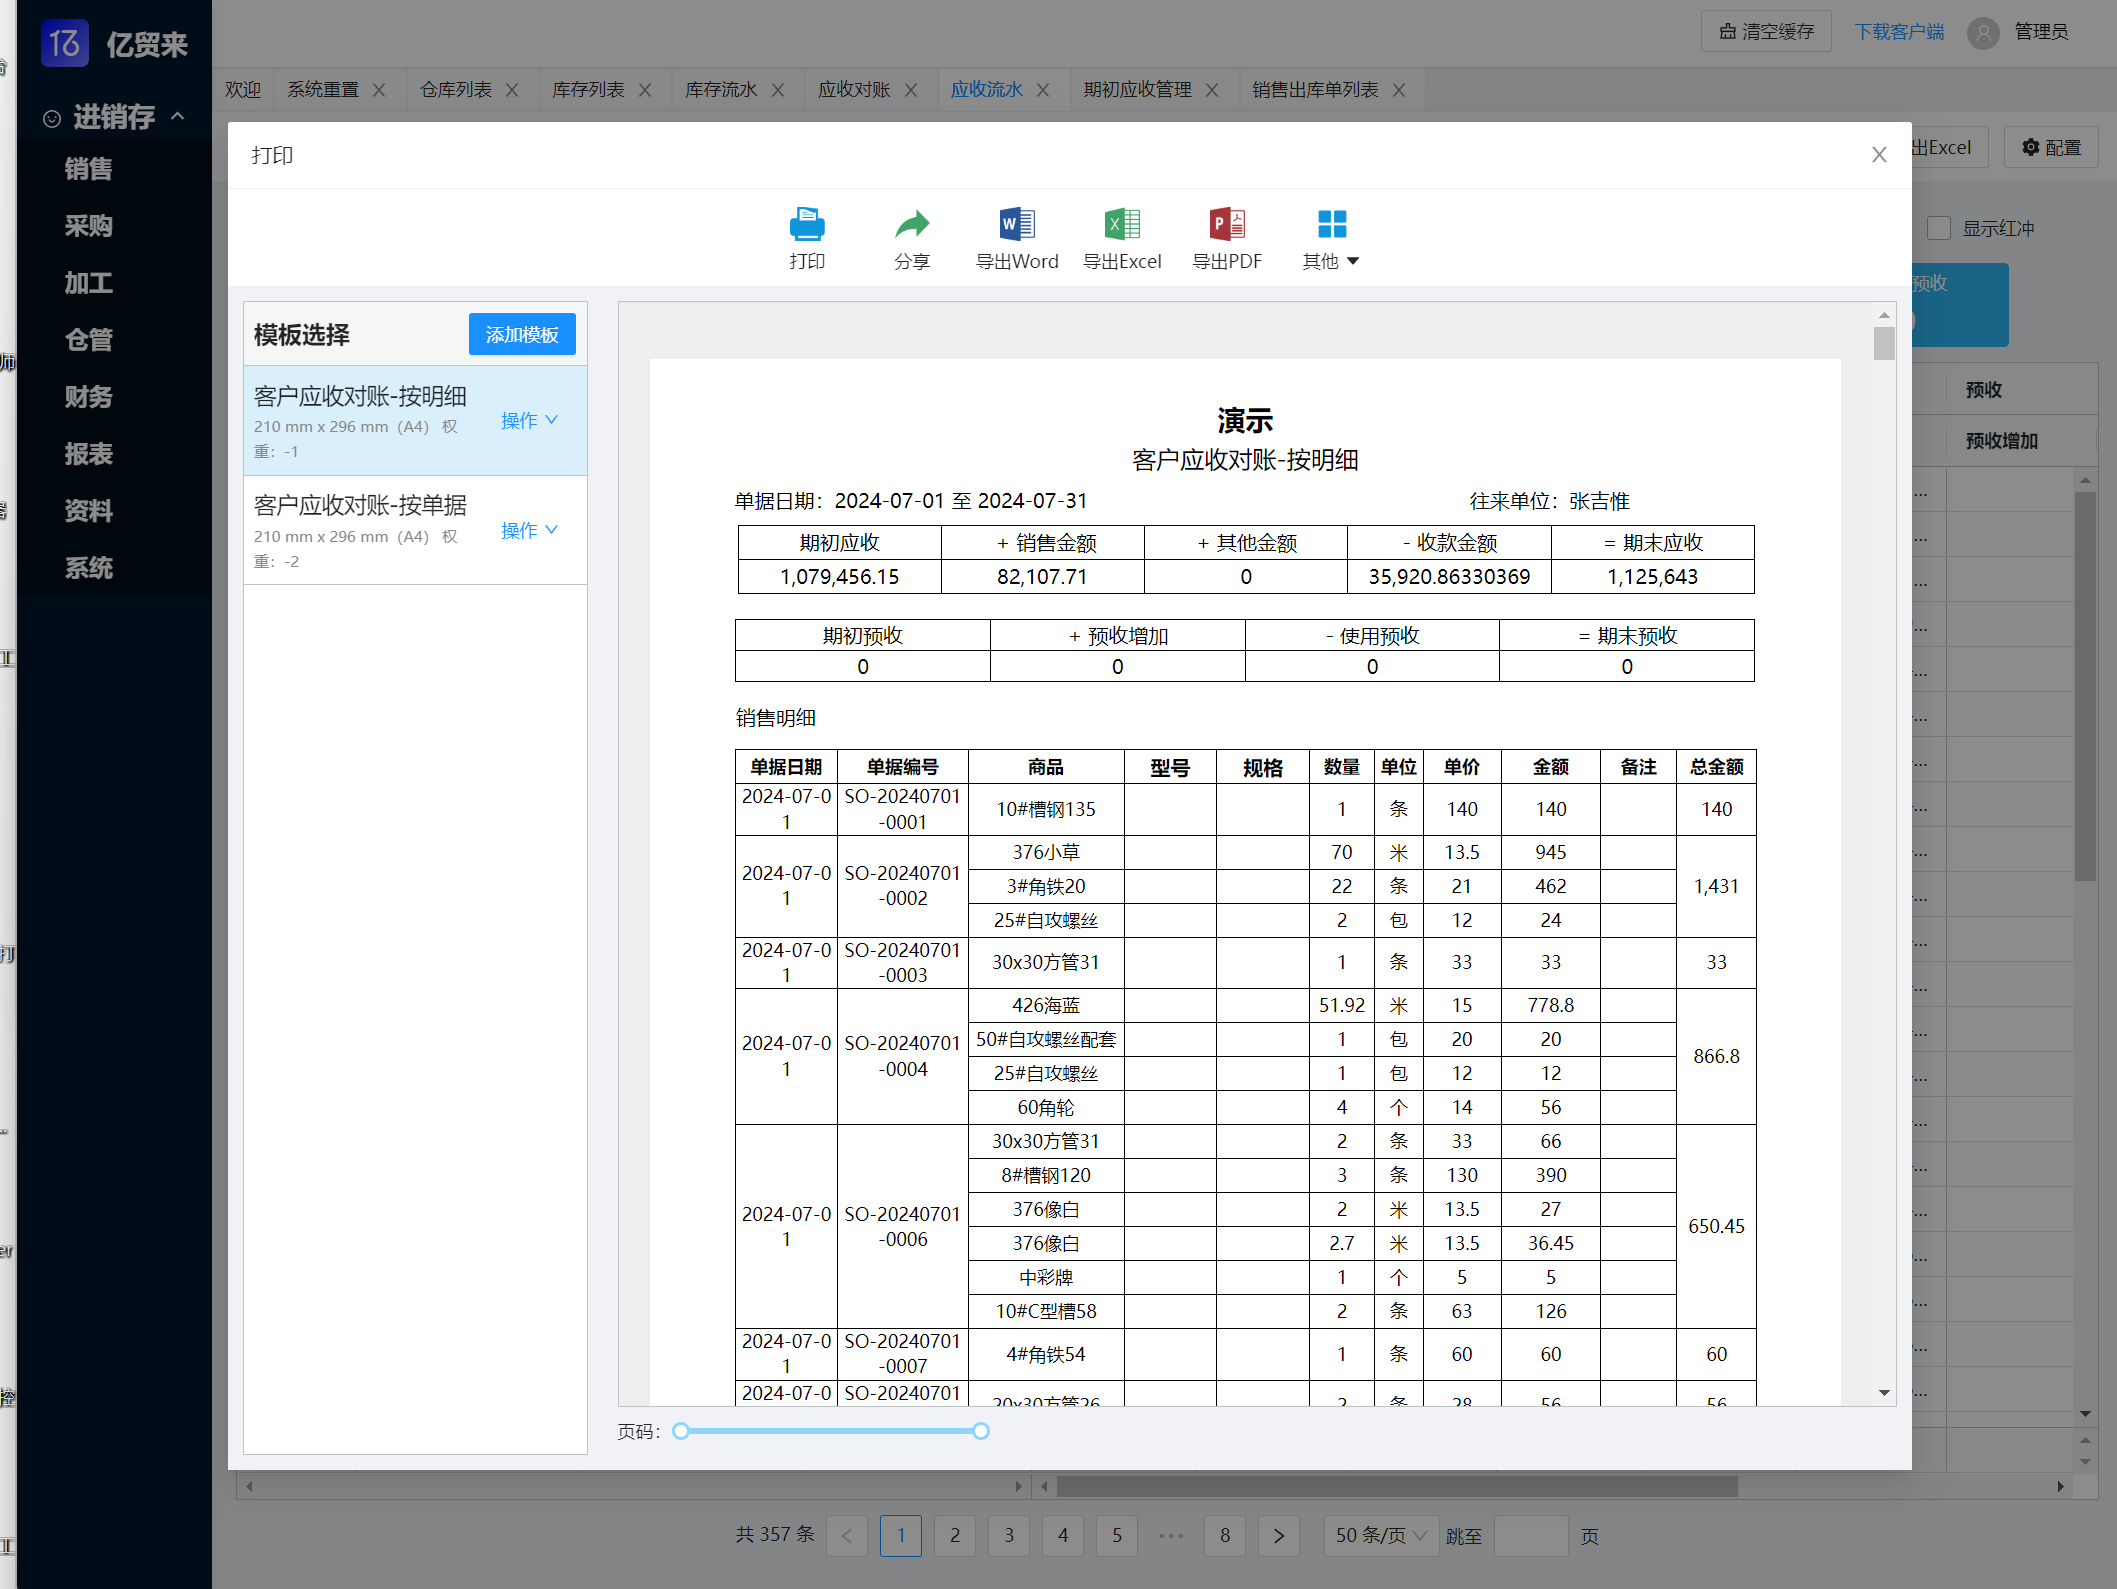 亿贸来
清空缓存 下载客户端 管理员
欢迎 系统重置 仓库列表 库存列表 库存流水 应收对账 应收流水 期初应收管理 销售出库单列表
进销存
销售
采购
加工
仓管
财务
报表
资料
系统
出Excel 配置
显示红冲
预收
预收
预收增加
打印
打印 分享 导出Word 导出Excel 导出PDF 其他
模板选择 添加模板
客户应收对账-按明细
210 mm x 296 mm（A4） 权
重：-1
操作
客户应收对账-按单据
210 mm x 296 mm（A4） 权
重：-2
操作
演示
客户应收对账-按明细
单据日期：2024-07-01 至 2024-07-31 往来单位：张吉惟
期初应收 + 销售金额 + 其他金额 - 收款金额 = 期末应收
1,079,456.15 82,107.71 0 35,920.86330369 1,125,643
期初预收 + 预收增加 - 使用预收 = 期末预收
0 0 0 0
销售明细
单据日期 单据编号 商品 型号 规格 数量 单位 单价 金额 备注 总金额
2024-07-01 SO-20240701-0001 10#槽钢135 1 条 140 140 140
2024-07-01 SO-20240701-0002 376小草 70 米 13.5 945 1,431
3#角铁20 22 条 21 462
25#自攻螺丝 2 包 12 24
2024-07-01 SO-20240701-0003 30x30方管31 1 条 33 33 33
2024-07-01 SO-20240701-0004 426海蓝 51.92 米 15 778.8 866.8
50#自攻螺丝配套 1 包 20 20
25#自攻螺丝 1 包 12 12
60角轮 4 个 14 56
2024-07-01 SO-20240701-0006 30x30方管31 2 条 33 66 650.45
8#槽钢120 3 条 130 390
376像白 2 米 13.5 27
376像白 2.7 米 13.5 36.45
中彩牌 1 个 5 5
10#C型槽58 2 条 63 126
2024-07-01 SO-20240701-0007 4#角铁54 1 条 60 60 60
2024-07-0 SO-20240701 20x30方管26 2 条 28 56 56
页码：
共 357 条 < 1 2 3 4 5 ••• 8 > 50 条/页 跳至 页